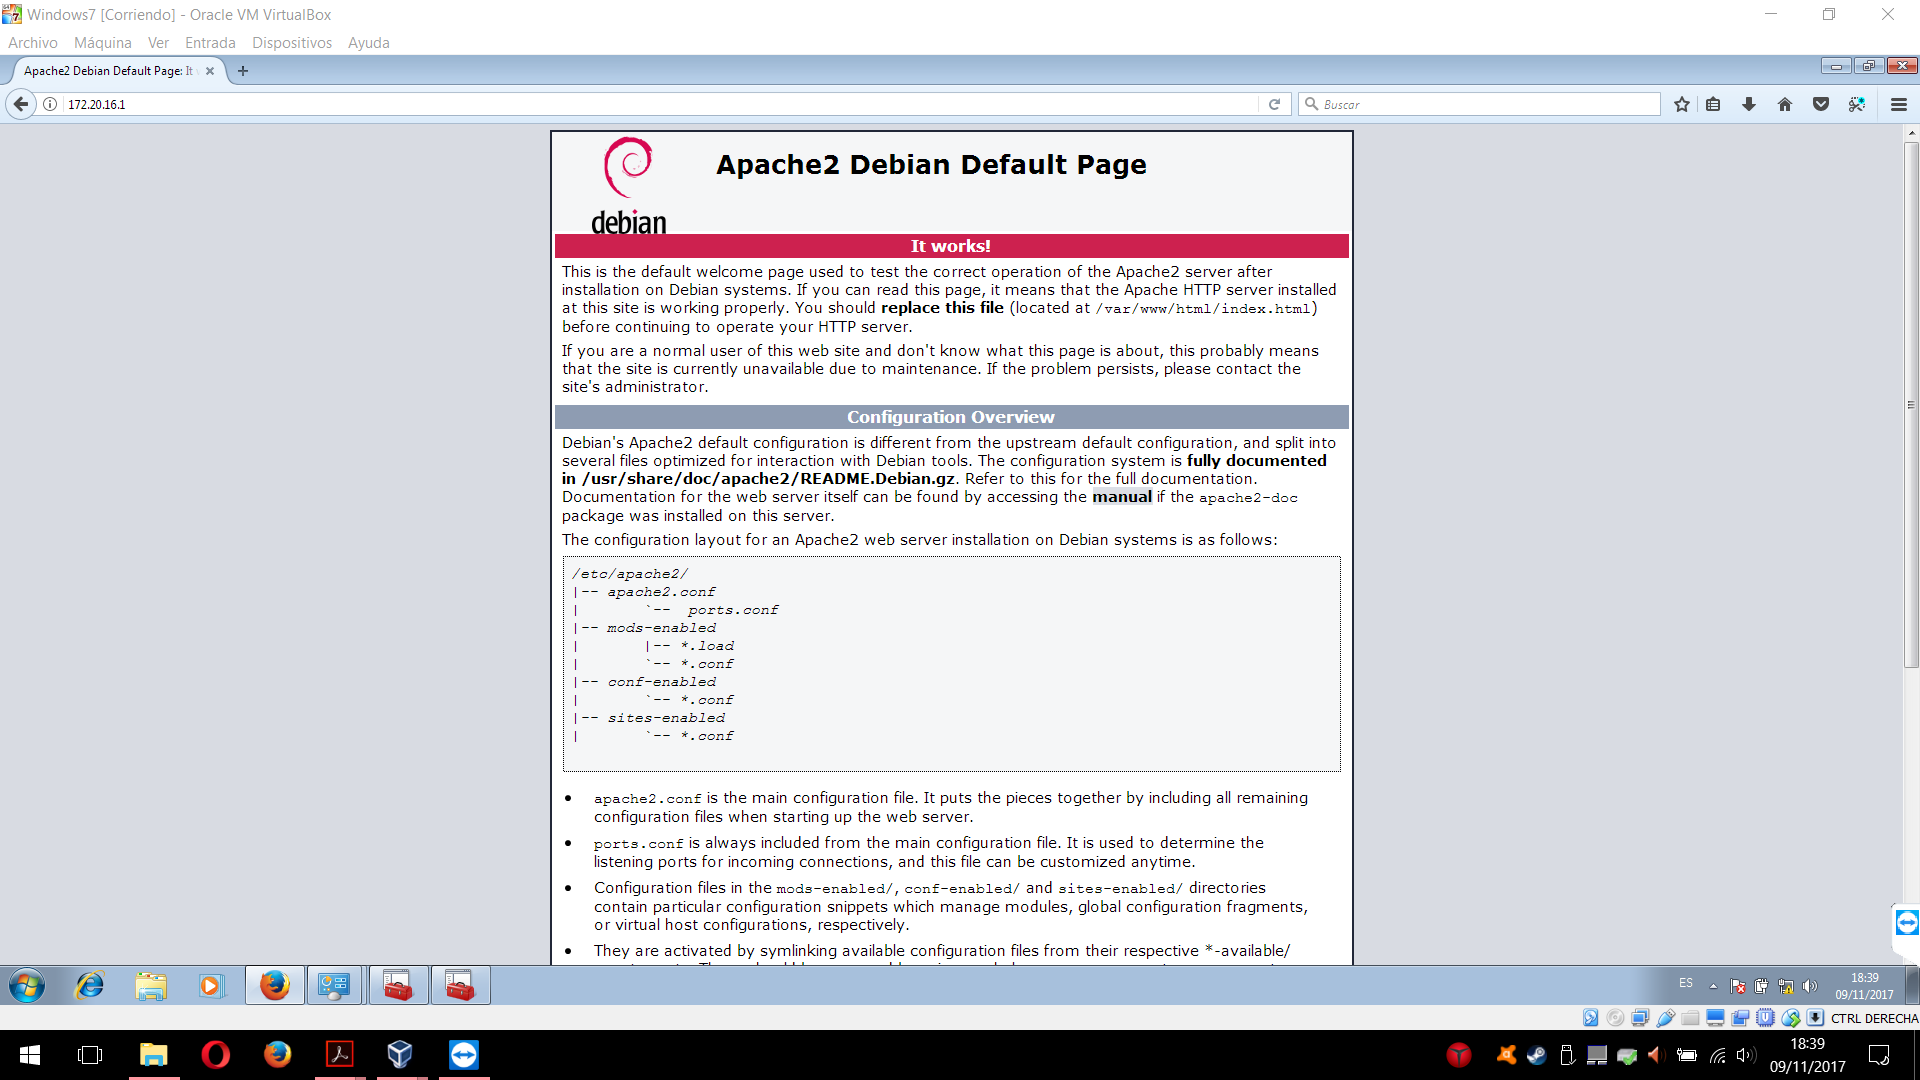 Windows7 [Corriendo] - Oracle VM VirtualBox
Archivo Máquina Ver Entrada Dispositivos Ayuda
Apache2 Debian Default Page: It
172.20.16.1
Buscar
debian
Apache2 Debian Default Page
It works!
This is the default welcome page used to test the correct operation of the Apache2 server after
installation on Debian systems. If you can read this page, it means that the Apache HTTP server installed
at this site is working properly. You should replace this file (located at /var/www/html/index.html)
before continuing to operate your HTTP server.
If you are a normal user of this web site and don't know what this page is about, this probably means
that the site is currently unavailable due to maintenance. If the problem persists, please contact the
site's administrator.
Configuration Overview
Debian's Apache2 default configuration is different from the upstream default configuration, and split into
several files optimized for interaction with Debian tools. The configuration system is fully documented
in /usr/share/doc/apache2/README.Debian.gz. Refer to this for the full documentation.
Documentation for the web server itself can be found by accessing the manual if the apache2-doc
package was installed on this server.
The configuration layout for an Apache2 web server installation on Debian systems is as follows:
/etc/apache2/
|-- apache2.conf
|       `--  ports.conf
|-- mods-enabled
|       |-- *.load
|       `-- *.conf
|-- conf-enabled
|       `-- *.conf
|-- sites-enabled
|       `-- *.conf
• apache2.conf is the main configuration file. It puts the pieces together by including all remaining
configuration files when starting up the web server.
• ports.conf is always included from the main configuration file. It is used to determine the
listening ports for incoming connections, and this file can be customized anytime.
• Configuration files in the mods-enabled/, conf-enabled/ and sites-enabled/ directories
contain particular configuration snippets which manage modules, global configuration fragments,
or virtual host configurations, respectively.
• They are activated by symlinking available configuration files from their respective *-available/
ES
18:39
09/11/2017
CTRL DERECHA
18:39
09/11/2017